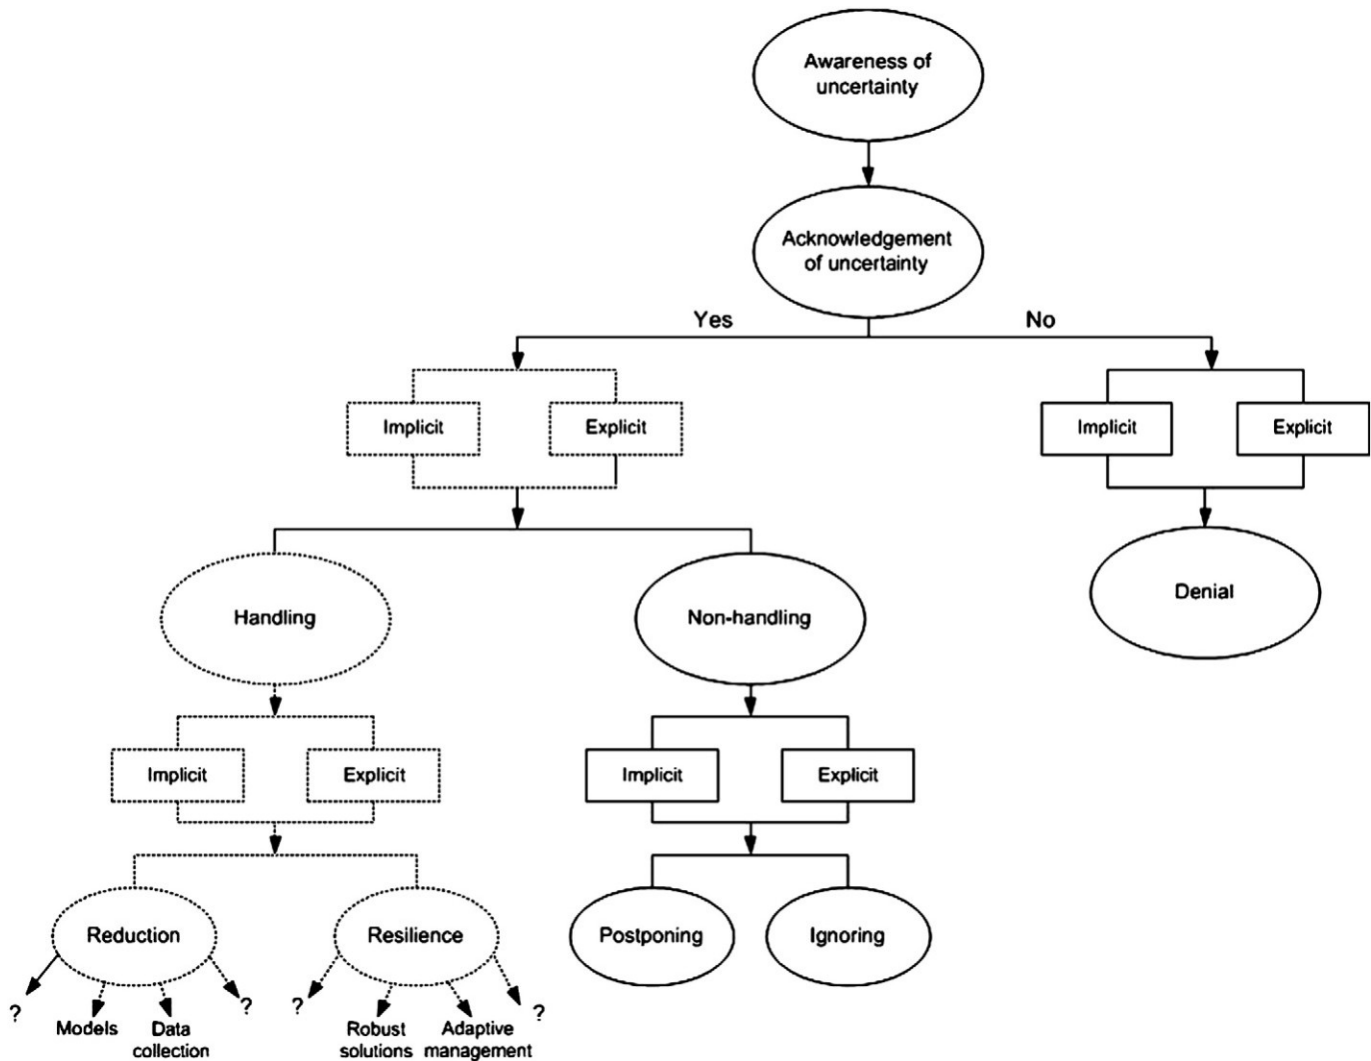 Awareness of
uncertainty
Acknowledgement
of uncertainty
Yes
No
Implicit
Explicit
Implicit
Explicit
Handling
Non-handling
Denial
Implicit
Explicit
Implicit
Explicit
Reduction
Resilience
Postponing
Ignoring
?
Models
Data
collection
?
?
Robust
solutions
Adaptive
management
?